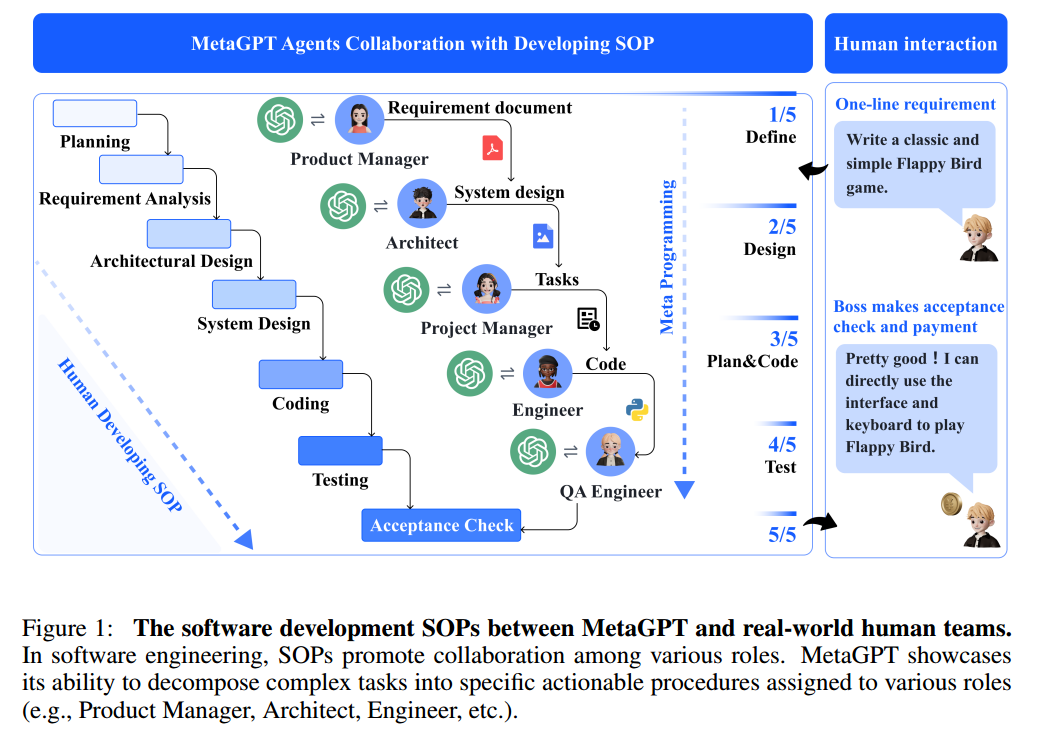 MetaGPT Agents Collaboration with Developing SOP
Human interaction
Planning
Requirement Analysis
Architectural Design
System Design
Coding
Testing
Acceptance Check
Human Developing SOP
Requirement document
Product Manager
System design
Architect
Tasks
Project Manager
Code
Engineer
QA Engineer
Meta Programming
1/5
Define
2/5
Design
3/5
Plan&Code
4/5
Test
5/5
One-line requirement
Write a classic and
simple Flappy Bird
game.
Boss makes acceptance
check and payment
Pretty good ! I can
directly use the
interface and
keyboard to play
Flappy Bird.
Figure 1: The software development SOPs between MetaGPT and real-world human teams.
In software engineering, SOPs promote collaboration among various roles. MetaGPT showcases
its ability to decompose complex tasks into specific actionable procedures assigned to various roles
(e.g., Product Manager, Architect, Engineer, etc.).